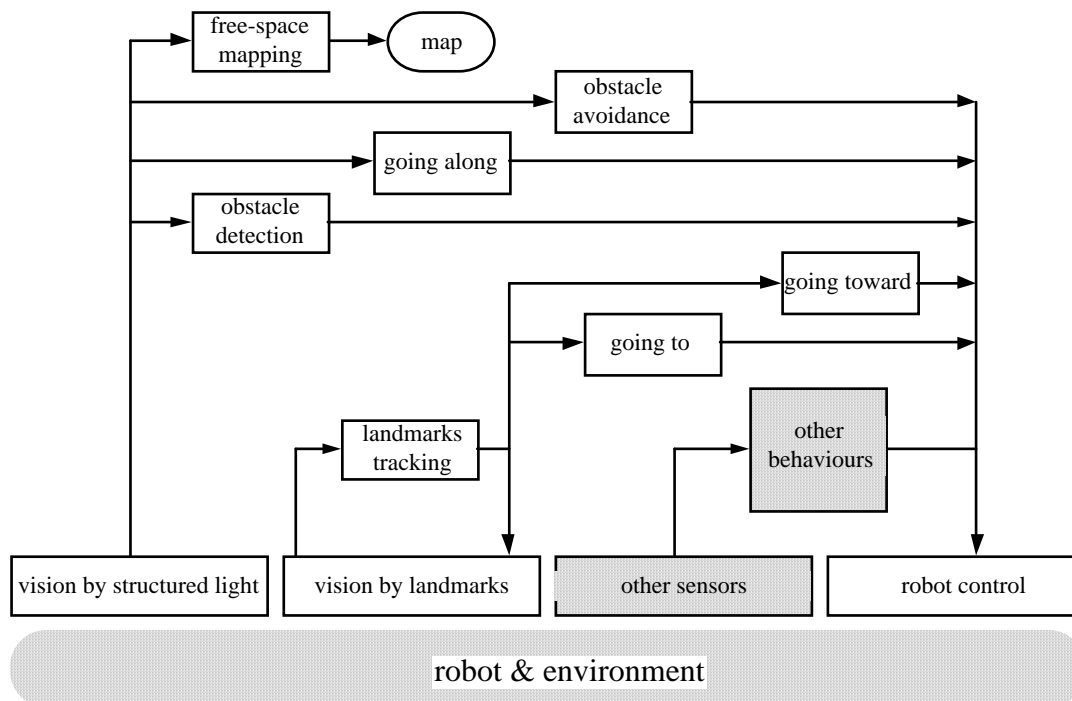 free-space
mapping
map
obstacle
avoidance
going along
obstacle
detection
going toward
going to
landmarks
tracking
other
behaviours
vision by structured light
vision by landmarks
other sensors
robot control
robot & environment